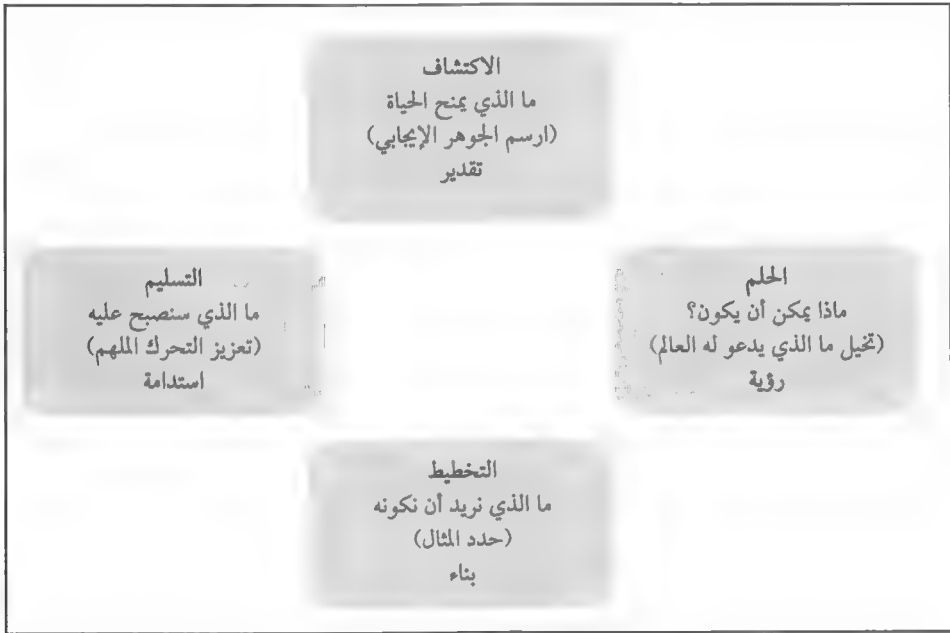 الاكتشاف
ما الذي يمنح الحياة
(ارسم الجوهر الإيجابي)
تقدير
الحلم
ماذا يمكن أن يكون؟
(تخيل ما الذي يدعو له العالم)
رؤية
التخطيط
ما الذي نريد أن نكونه
(حدد المثال)
بناء
التسليم
ما الذي سنصبح عليه
(تعزيز التحرك الملهم)
استدامة